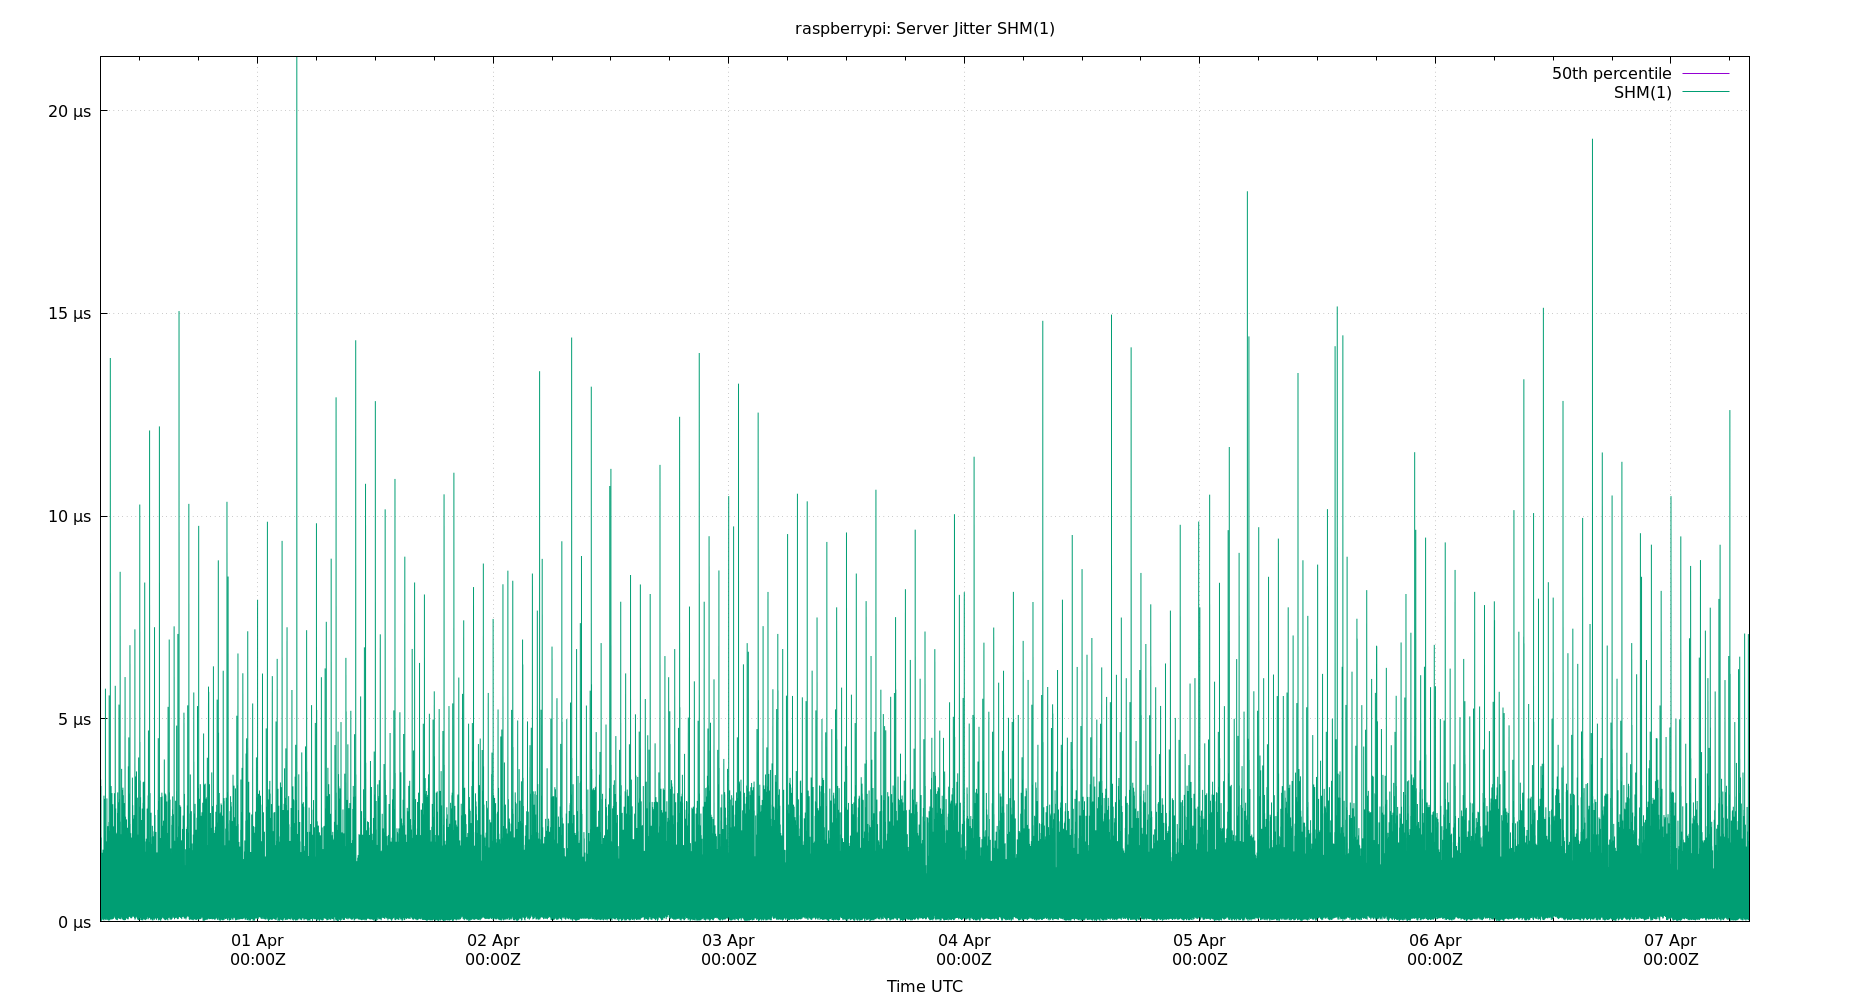 raspberrypi: Server Jitter SHM(1)
50th percentile
SHM(1)
20 µs
15 µs
10 µs
5 µs
0 µs
01 Apr
00:00Z
02 Apr
00:00Z
03 Apr
00:00Z
04 Apr
00:00Z
05 Apr
00:00Z
06 Apr
00:00Z
07 Apr
00:00Z
Time UTC